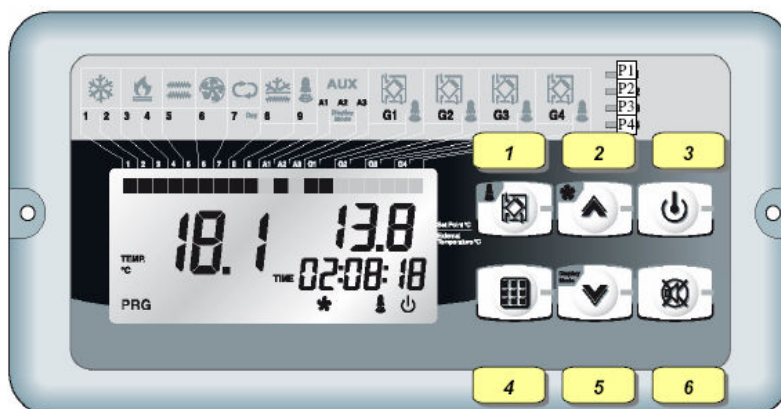 AUX
P1
P2
P3
P4
1 2 3 4 5 6 7 Day 8 9 A1 A2 A3 G1 G2 G3 G4
Display
Mode
1 2 3
1 2 3 4 5 6 7 8 9 A1 A2 A3 G1 G2 G3 G4
18.1 13.8
Set Point °C
External
Temperature °C
TEMP.
°C
TIME 02:08:18
PRG
Display
Mode
4 5 6